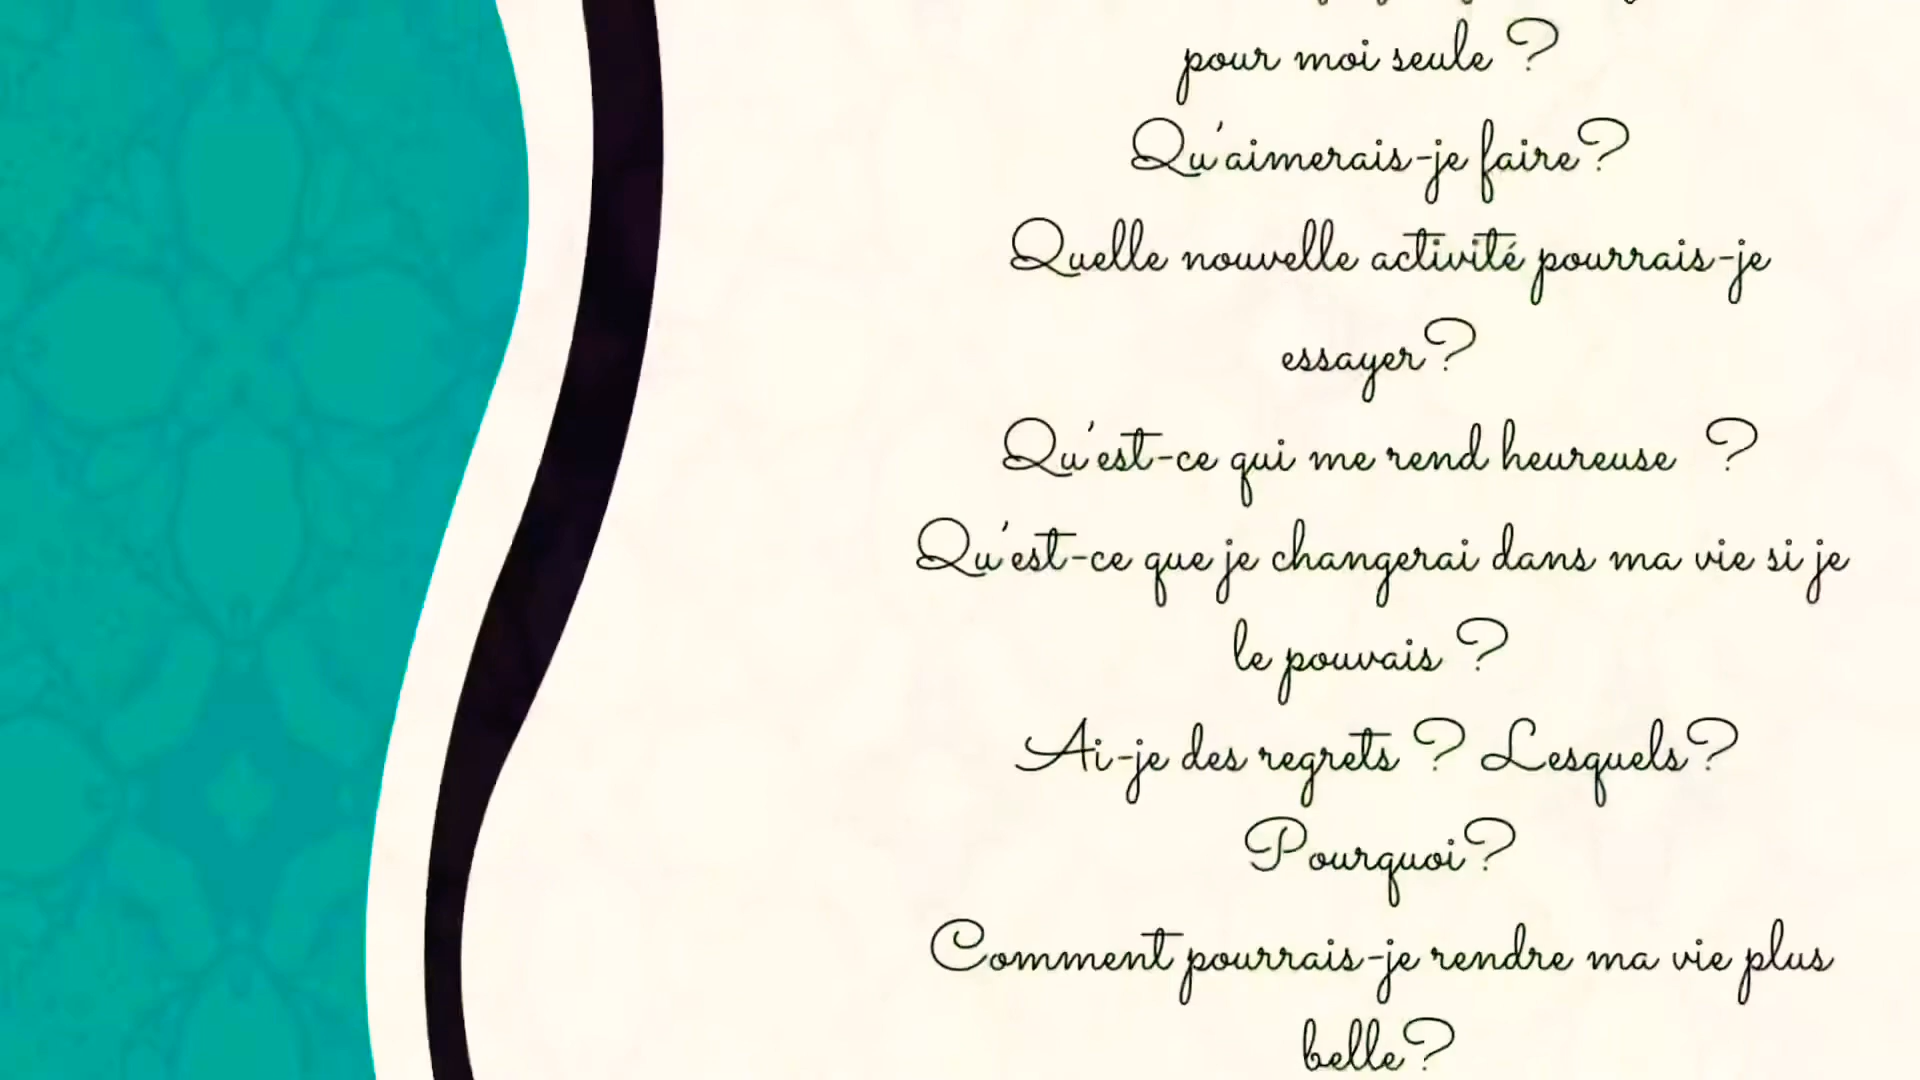 pour moi seule ?
Qu'aimerais-je faire?
Quelle nouvelle activité pourrais-je
essayer?
Qu'est-ce qui me rend heureuse ?
Qu'est-ce que je changerai dans ma vie si je
le pouvais ?
Ai-je des regrets ? Lesquels?
Pourquoi?
Comment pourrais-je rendre ma vie plus
belle?